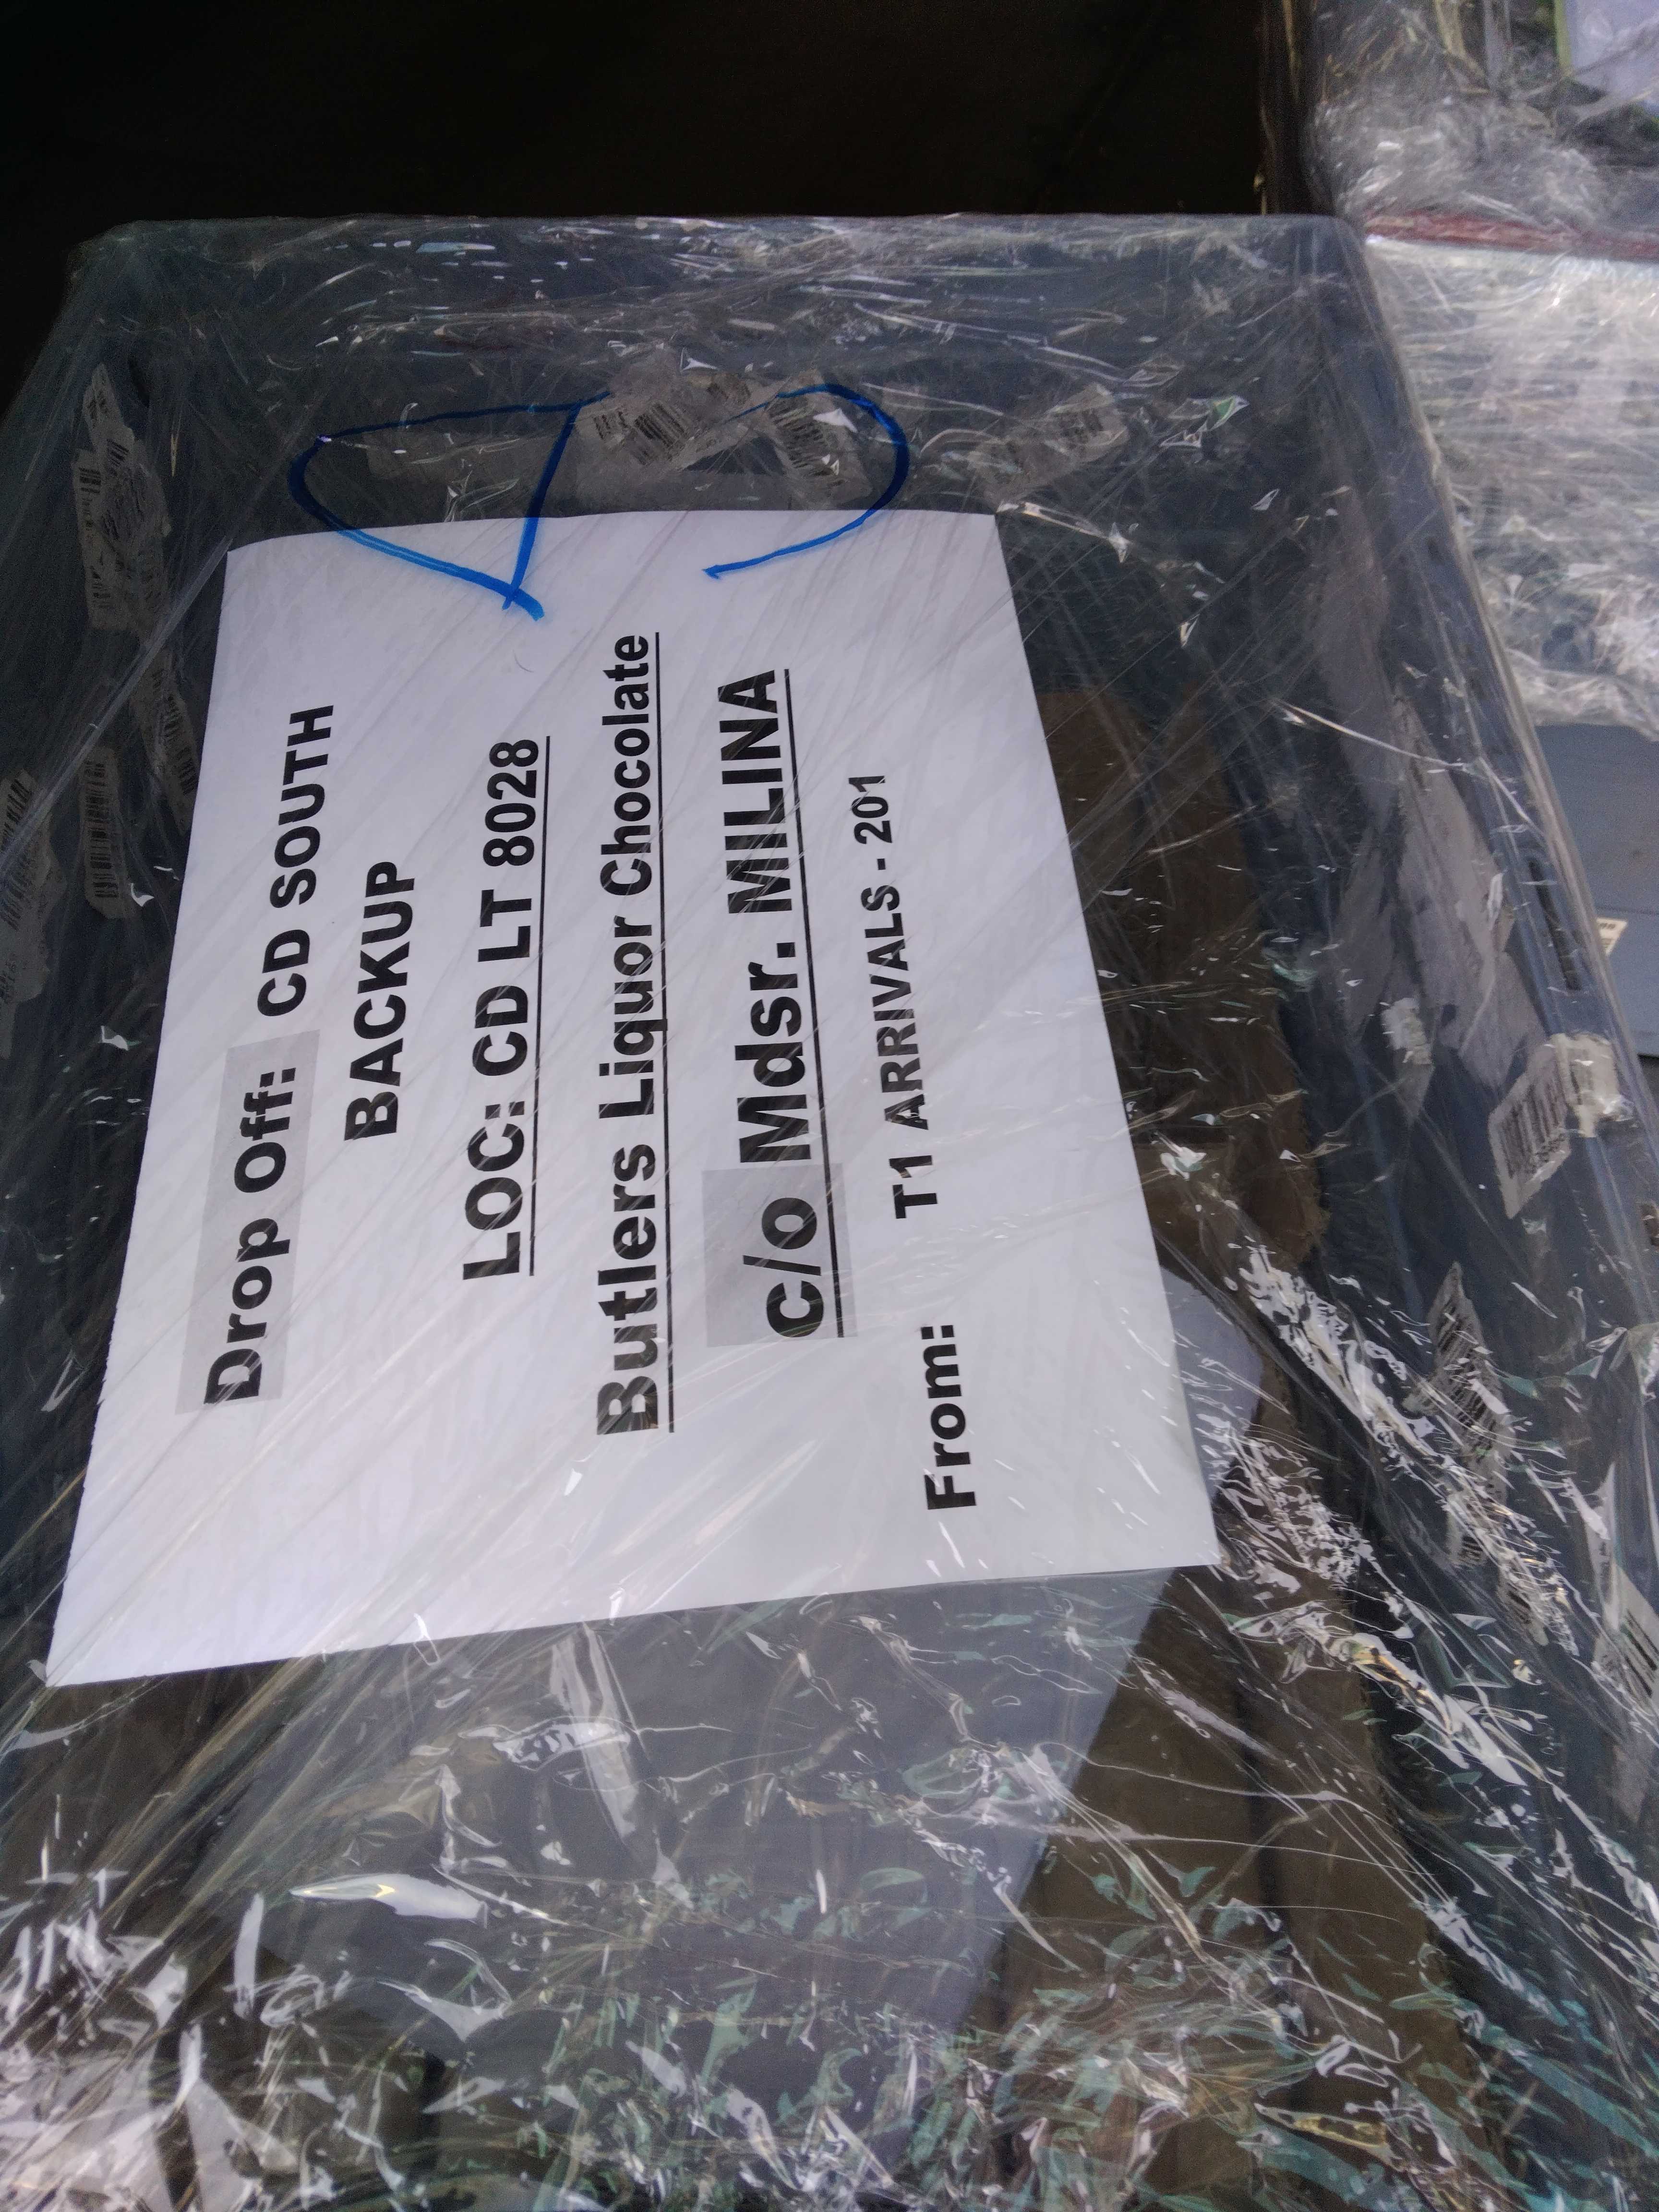 Drop Off: CD SOUTH
BACKUP
LOC: CD LT 8028
Butlers Liquor Chocolate
c/o Mdsr. MILINA
From: T1 ARRIVALS - 201